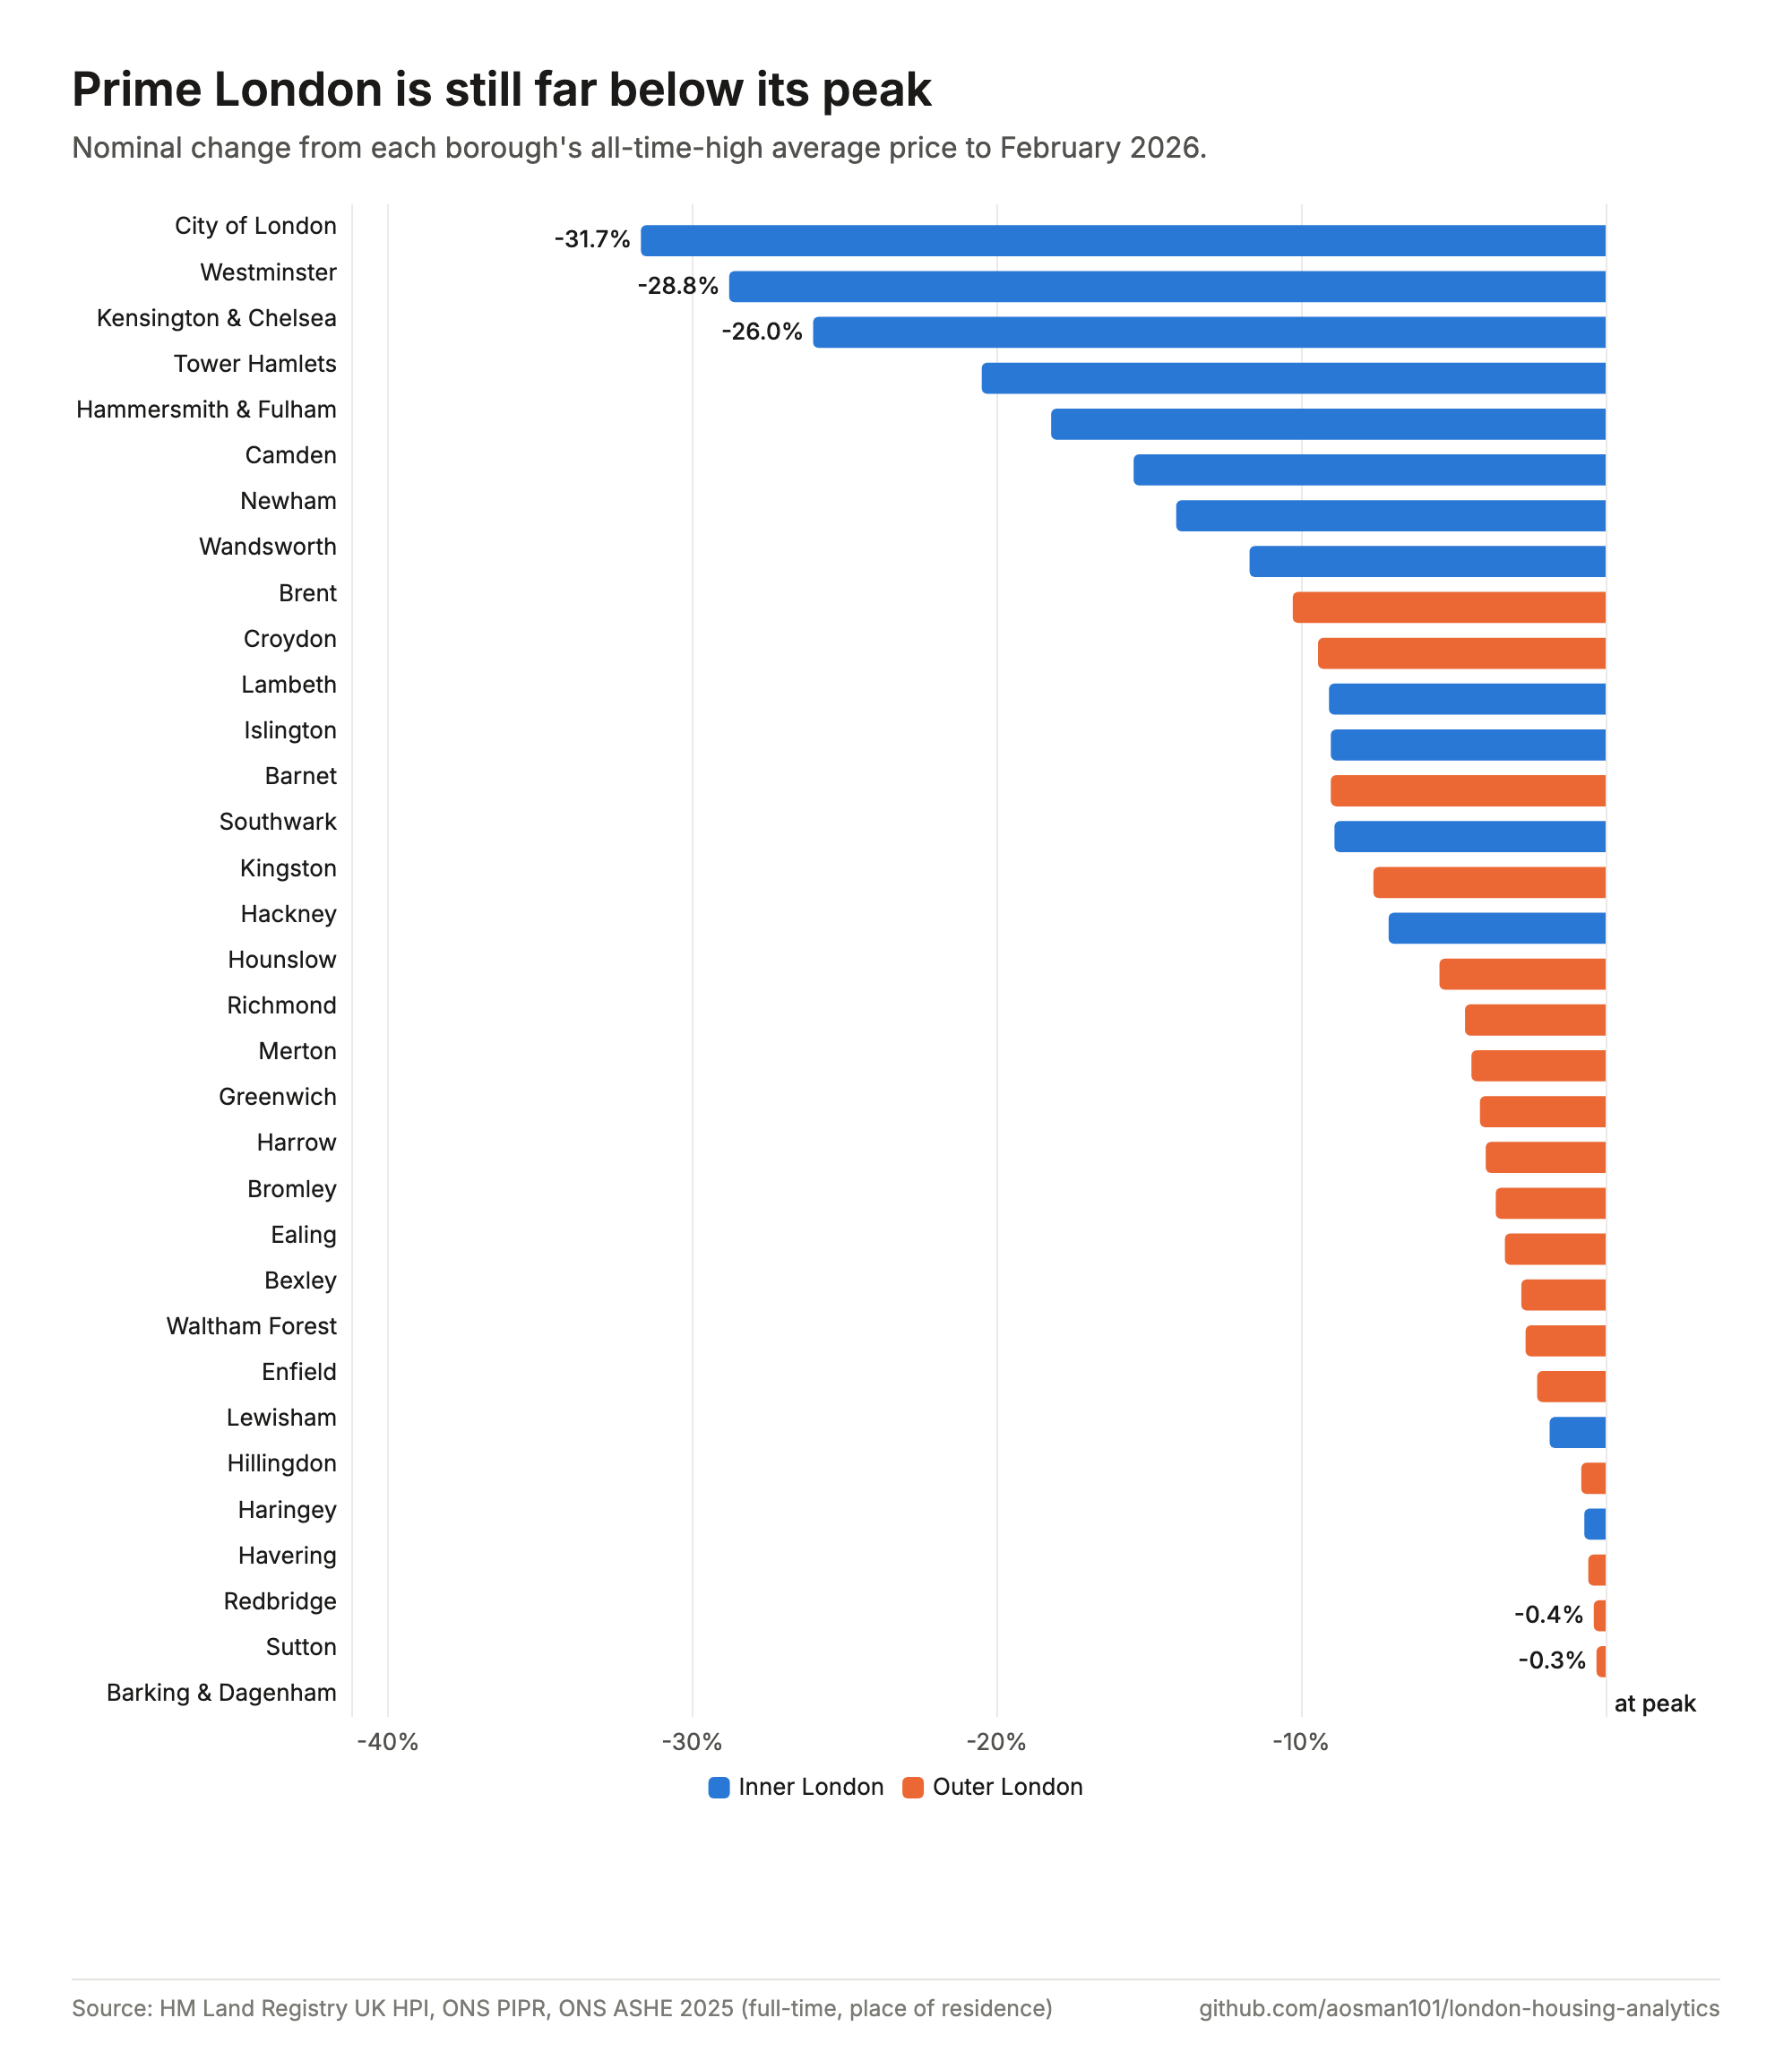 Prime London is still far below its peak
Nominal change from each borough's all-time-high average price to February 2026.
City of London
-31.7%
Westminster
-28.8%
Kensington & Chelsea
-26.0%
Tower Hamlets
Hammersmith & Fulham
Camden
Newham
Wandsworth
Brent
Croydon
Lambeth
Islington
Barnet
Southwark
Kingston
Hackney
Hounslow
Richmond
Merton
Greenwich
Harrow
Bromley
Ealing
Bexley
Waltham Forest
Enfield
Lewisham
Hillingdon
Haringey
Havering
Redbridge
-0.4%
Sutton
-0.3%
Barking & Dagenham
at peak
-40% -30% -20% -10%
Inner London Outer London
Source: HM Land Registry UK HPI, ONS PIPR, ONS ASHE 2025 (full-time, place of residence)
github.com/aosman101/london-housing-analytics